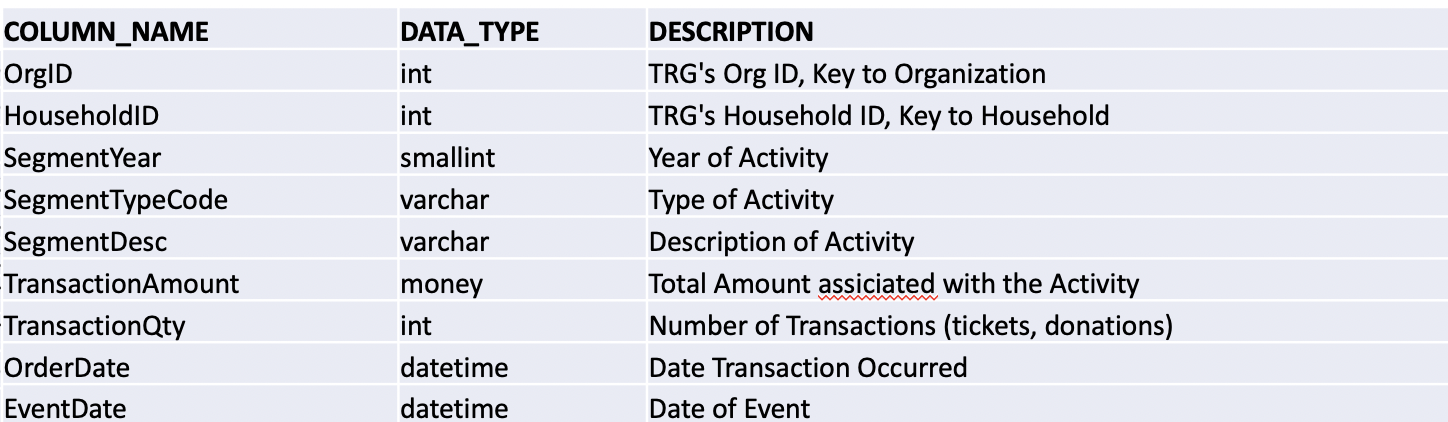 COLUMN_NAME DATA_TYPE DESCRIPTION
OrgID int TRG's Org ID, Key to Organization
HouseholdID int TRG's Household ID, Key to Household
SegmentYear smallint Year of Activity
SegmentTypeCode varchar Type of Activity
SegmentDesc varchar Description of Activity
TransactionAmount money Total Amount assiciated with the Activity
TransactionQty int Number of Transactions (tickets, donations)
OrderDate datetime Date Transaction Occurred
EventDate datetime Date of Event